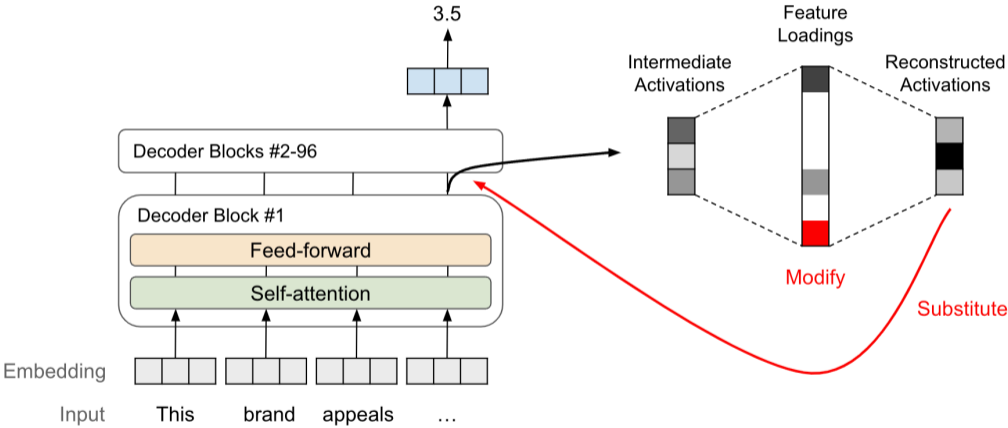 3.5
Feature
Loadings
Intermediate
Activations
Reconstructed
Activations
Decoder Blocks #2-96
Decoder Block #1
Feed-forward
Self-attention
Modify
Substitute
Embedding
Input This brand appeals ...